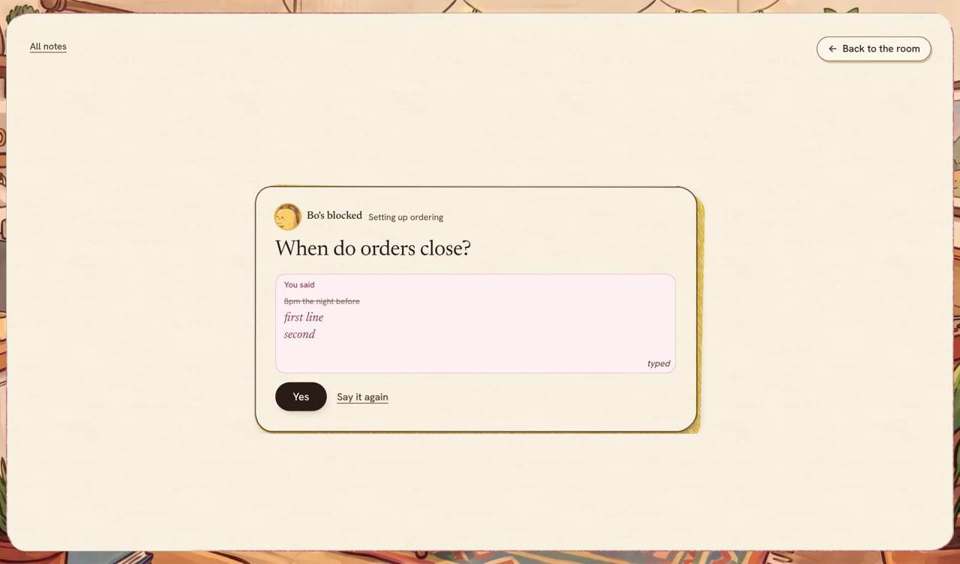 All notes
← Back to the room
Bo's blocked Setting up ordering
When do orders close?
You said
8pm the night before
first line
second
typed
Yes Say it again